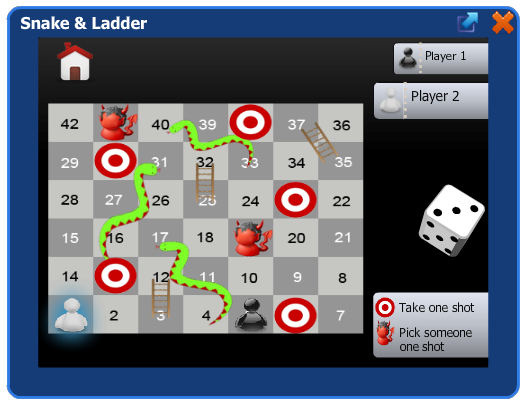 Snake & Ladder
Player 1
Player 2
42 40 39 37 36
29 31 32 33 34 35
28 27 26 25 24 22
15 16 17 18 20 21
14 12 11 10 9 8
2 3 4 7
Take one shot
Pick someone
one shot